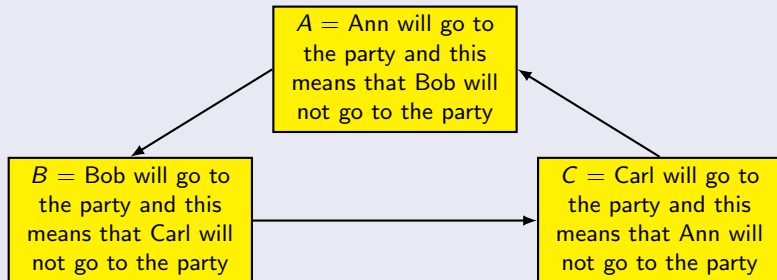 A = Ann will go to
the party and this
means that Bob will
not go to the party
B = Bob will go to
the party and this
means that Carl will
not go to the party
C = Carl will go to
the party and this
means that Ann will
not go to the party